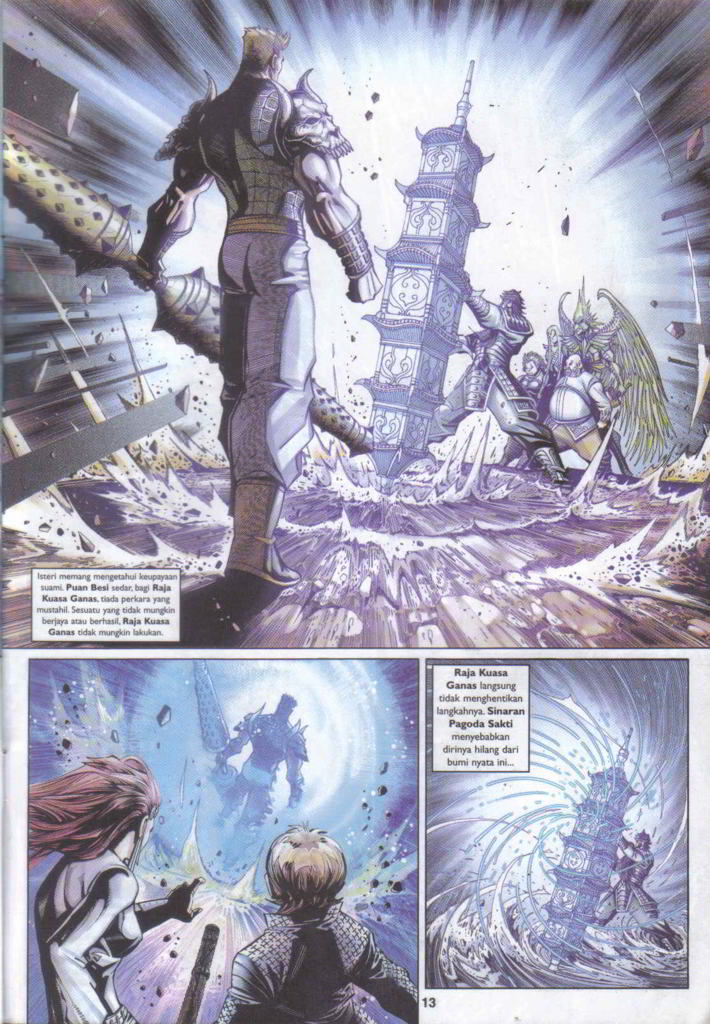 Isteri memang mengetahui keupayaan
suami. Puan Besi sedar, bagi Raja
Kuasa Ganas, tiada perkara yang
mustahil. Sesuatu yang tidak mungkin
berjaya atau berhasil, Raja Kuasa
Ganas tidak mungkin lakukan.
Raja Kuasa
Ganas langsung
tidak menghentikan
langkahnya. Sinaran
Pagoda Sakti
menyebabkan
dirinya hilang dari
bumi nyata ini...
13